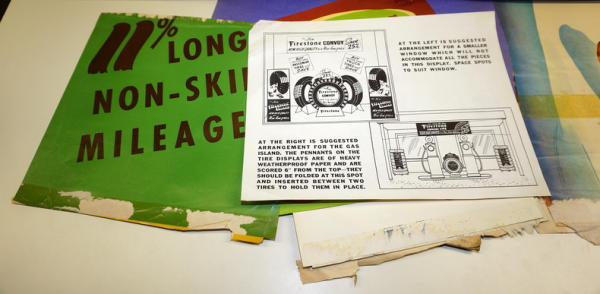 11%
LONG
NON-SKI
MILEAGE
Firestone CONVOY
25%
AT THE LEFT IS SUGGESTED
ARRANGEMENT FOR A SMALLER
WINDOW WHICH WILL NOT
ACCOMMODATE ALL THE PIECES
IN THIS DISPLAY. SPACE SPOTS
TO SUIT WINDOW.
AT THE RIGHT IS SUGGESTED
ARRANGEMENT FOR THE GAS
ISLAND. THE PENNANTS ON THE
TIRE DISPLAYS ARE OF HEAVY
WEATHERPROOF PAPER AND ARE
SCORED 6" FROM THE TOP—THEY
SHOULD BE FOLDED AT THIS SPOT
AND INSERTED BETWEEN TWO
TIRES TO HOLD THEM IN PLACE.
Firestone